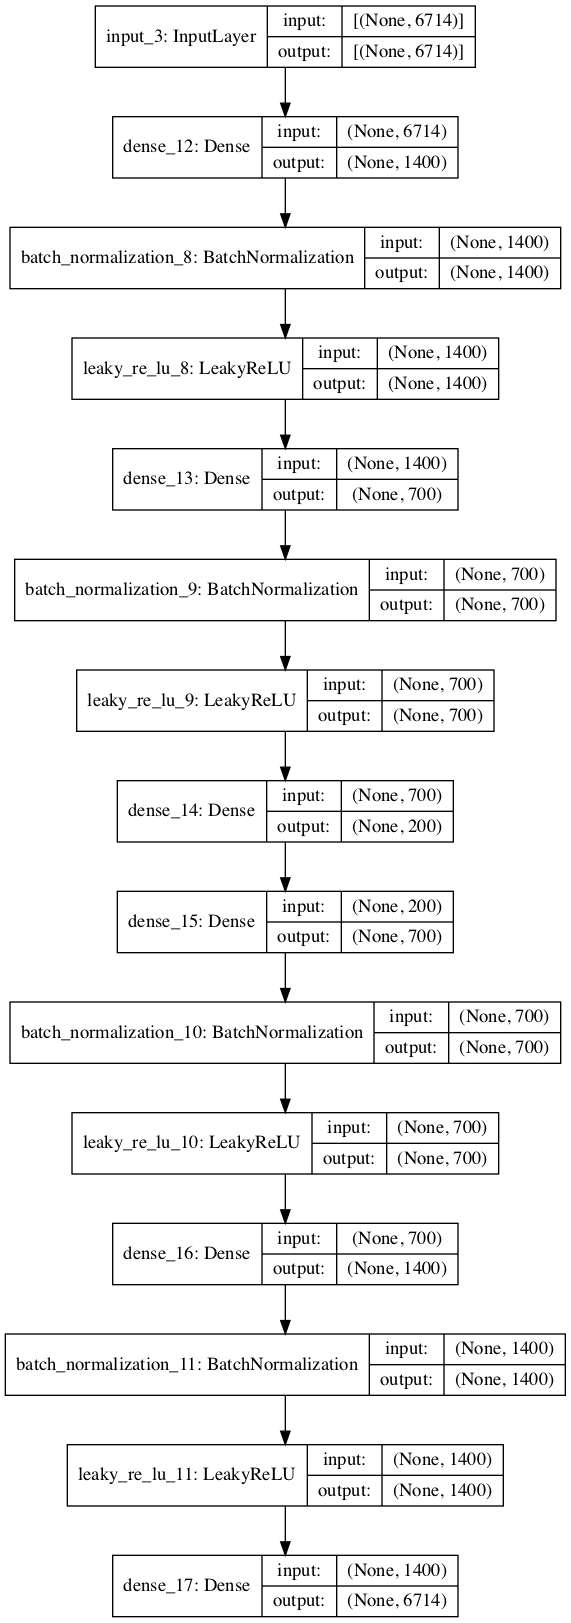 input_3: InputLayer
input: [(None, 6714)]
output: [(None, 6714)]
dense_12: Dense
input: (None, 6714)
output: (None, 1400)
batch_normalization_8: BatchNormalization
input: (None, 1400)
output: (None, 1400)
leaky_re_lu_8: LeakyReLU
input: (None, 1400)
output: (None, 1400)
dense_13: Dense
input: (None, 1400)
output: (None, 700)
batch_normalization_9: BatchNormalization
input: (None, 700)
output: (None, 700)
leaky_re_lu_9: LeakyReLU
input: (None, 700)
output: (None, 700)
dense_14: Dense
input: (None, 700)
output: (None, 200)
dense_15: Dense
input: (None, 200)
output: (None, 700)
batch_normalization_10: BatchNormalization
input: (None, 700)
output: (None, 700)
leaky_re_lu_10: LeakyReLU
input: (None, 700)
output: (None, 700)
dense_16: Dense
input: (None, 700)
output: (None, 1400)
batch_normalization_11: BatchNormalization
input: (None, 1400)
output: (None, 1400)
leaky_re_lu_11: LeakyReLU
input: (None, 1400)
output: (None, 1400)
dense_17: Dense
input: (None, 1400)
output: (None, 6714)